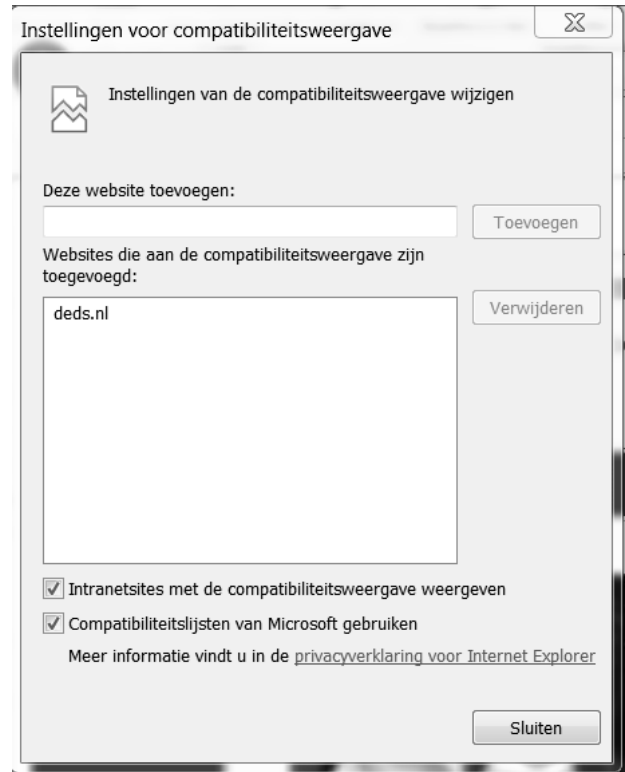 Instellingen voor compatibiliteitsweergave
Instellingen van de compatibiliteitsweergave wijzigen
Deze website toevoegen:
Toevoegen
Websites die aan de compatibiliteitsweergave zijn
toegevoegd:
deds.nl
Verwijderen
Intranetsites met de compatibiliteitsweergave weergeven
Compatibiliteitslijsten van Microsoft gebruiken
Meer informatie vindt u in de privacyverklaring voor Internet Explorer
Sluiten